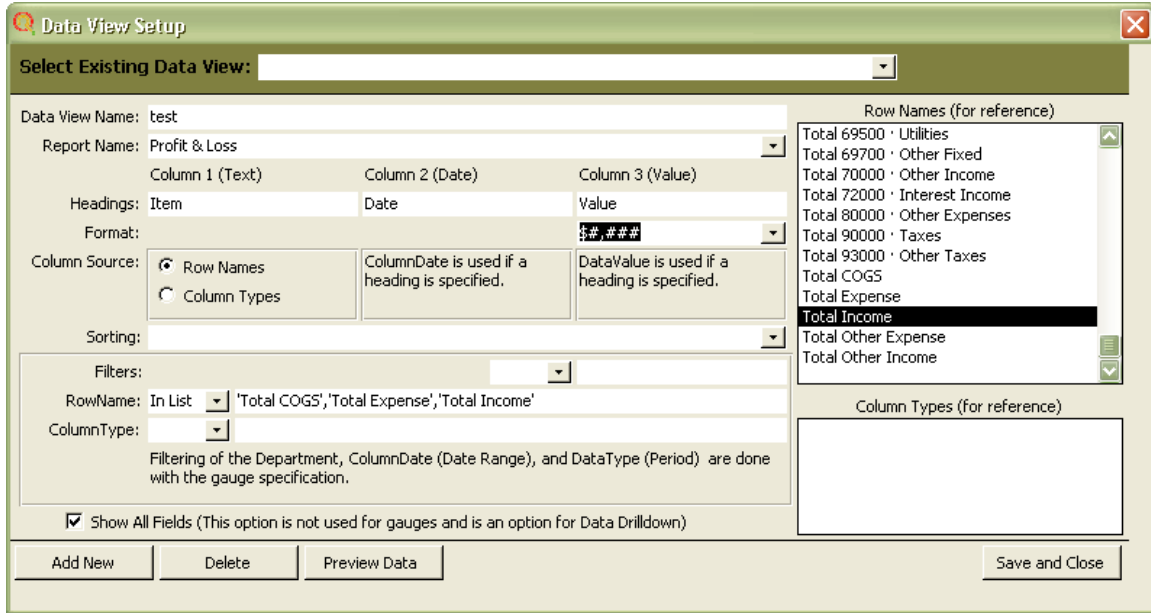 Data View Setup
Select Existing Data View:
Data View Name: test
Report Name: Profit & Loss
Column 1 (Text) Column 2 (Date) Column 3 (Value)
Headings: Item Date Value
Format: $#,###
Column Source: Row Names
Column Types
ColumnDate is used if a
heading is specified.
DataValue is used if a
heading is specified.
Sorting:
Filters:
RowName: In List 'Total COGS','Total Expense','Total Income'
ColumnType:
Filtering of the Department, ColumnDate (Date Range), and DataType (Period) are done
with the gauge specification.
Show All Fields (This option is not used for gauges and is an option for Data Drilldown)
Row Names (for reference)
Total 69500 · Utilities
Total 69700 · Other Fixed
Total 70000 · Other Income
Total 72000 · Interest Income
Total 80000 · Other Expenses
Total 90000 · Taxes
Total 93000 · Other Taxes
Total COGS
Total Expense
Total Income
Total Other Expense
Total Other Income
Column Types (for reference)
Add New Delete Preview Data Save and Close